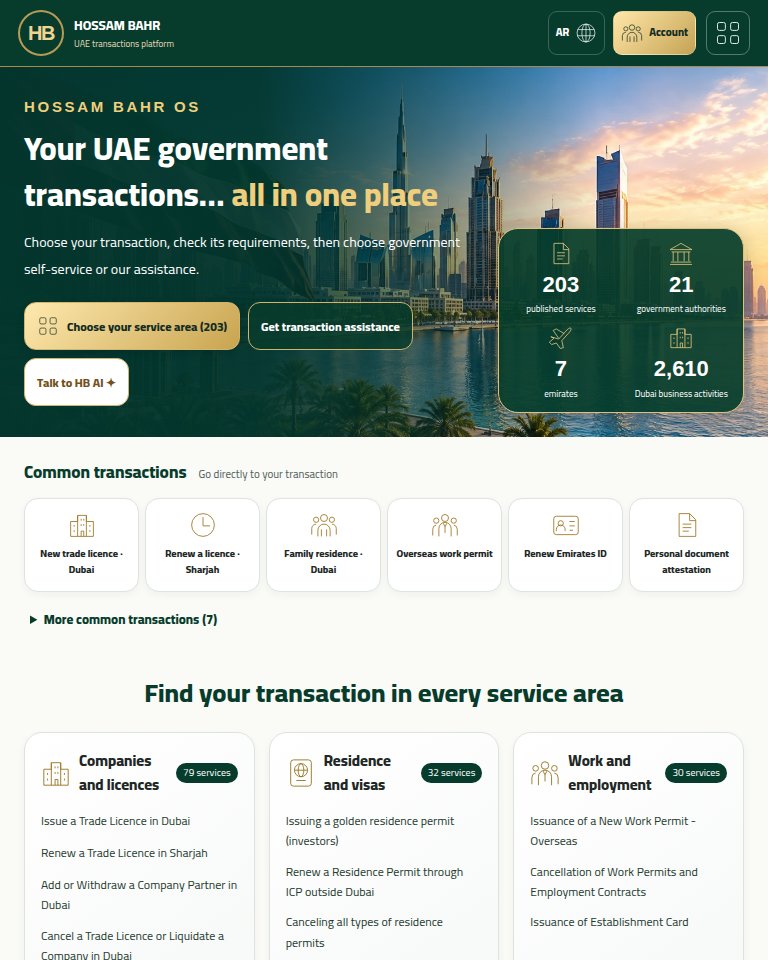 HB
HOSSAM BAHR
UAE transactions platform
AR
Account
HOSSAM BAHR OS
Your UAE government
transactions... all in one place
Choose your transaction, check its requirements, then choose government
self-service or our assistance.
Choose your service area (203)
Get transaction assistance
Talk to HB AI ✦
203
published services
21
government authorities
7
emirates
2,610
Dubai business activities
Common transactions
Go directly to your transaction
New trade licence ·
Dubai
Renew a licence ·
Sharjah
Family residence ·
Dubai
Overseas work permit
Renew Emirates ID
Personal document
attestation
▶ More common transactions (7)
Find your transaction in every service area
Companies
and licences
79 services
Issue a Trade Licence in Dubai
Renew a Trade Licence in Sharjah
Add or Withdraw a Company Partner in
Dubai
Cancel a Trade Licence or Liquidate a
Company in Dubai
Residence
and visas
32 services
Issuing a golden residence permit
(investors)
Renew a Residence Permit through
ICP outside Dubai
Canceling all types of residence
permits
Work and
employment
30 services
Issuance of a New Work Permit -
Overseas
Cancellation of Work Permits and
Employment Contracts
Issuance of Establishment Card